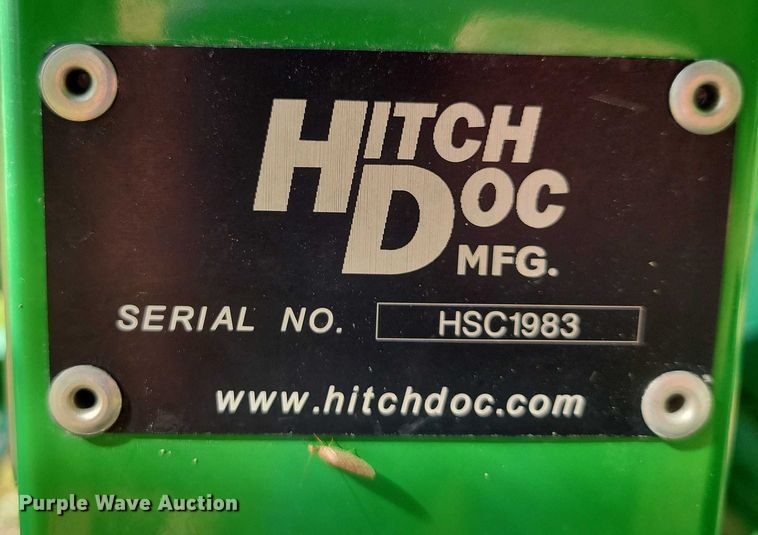 HITCH
DOC
MFG.
SERIAL NO. HSC1983
www.hitchdoc.com
Purple Wave Auction